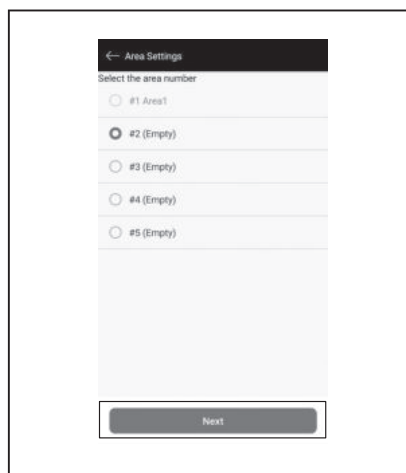 ← Area Settings
Select the area number
#1 Area1
#2 (Empty)
#3 (Empty)
#4 (Empty)
#5 (Empty)
Next